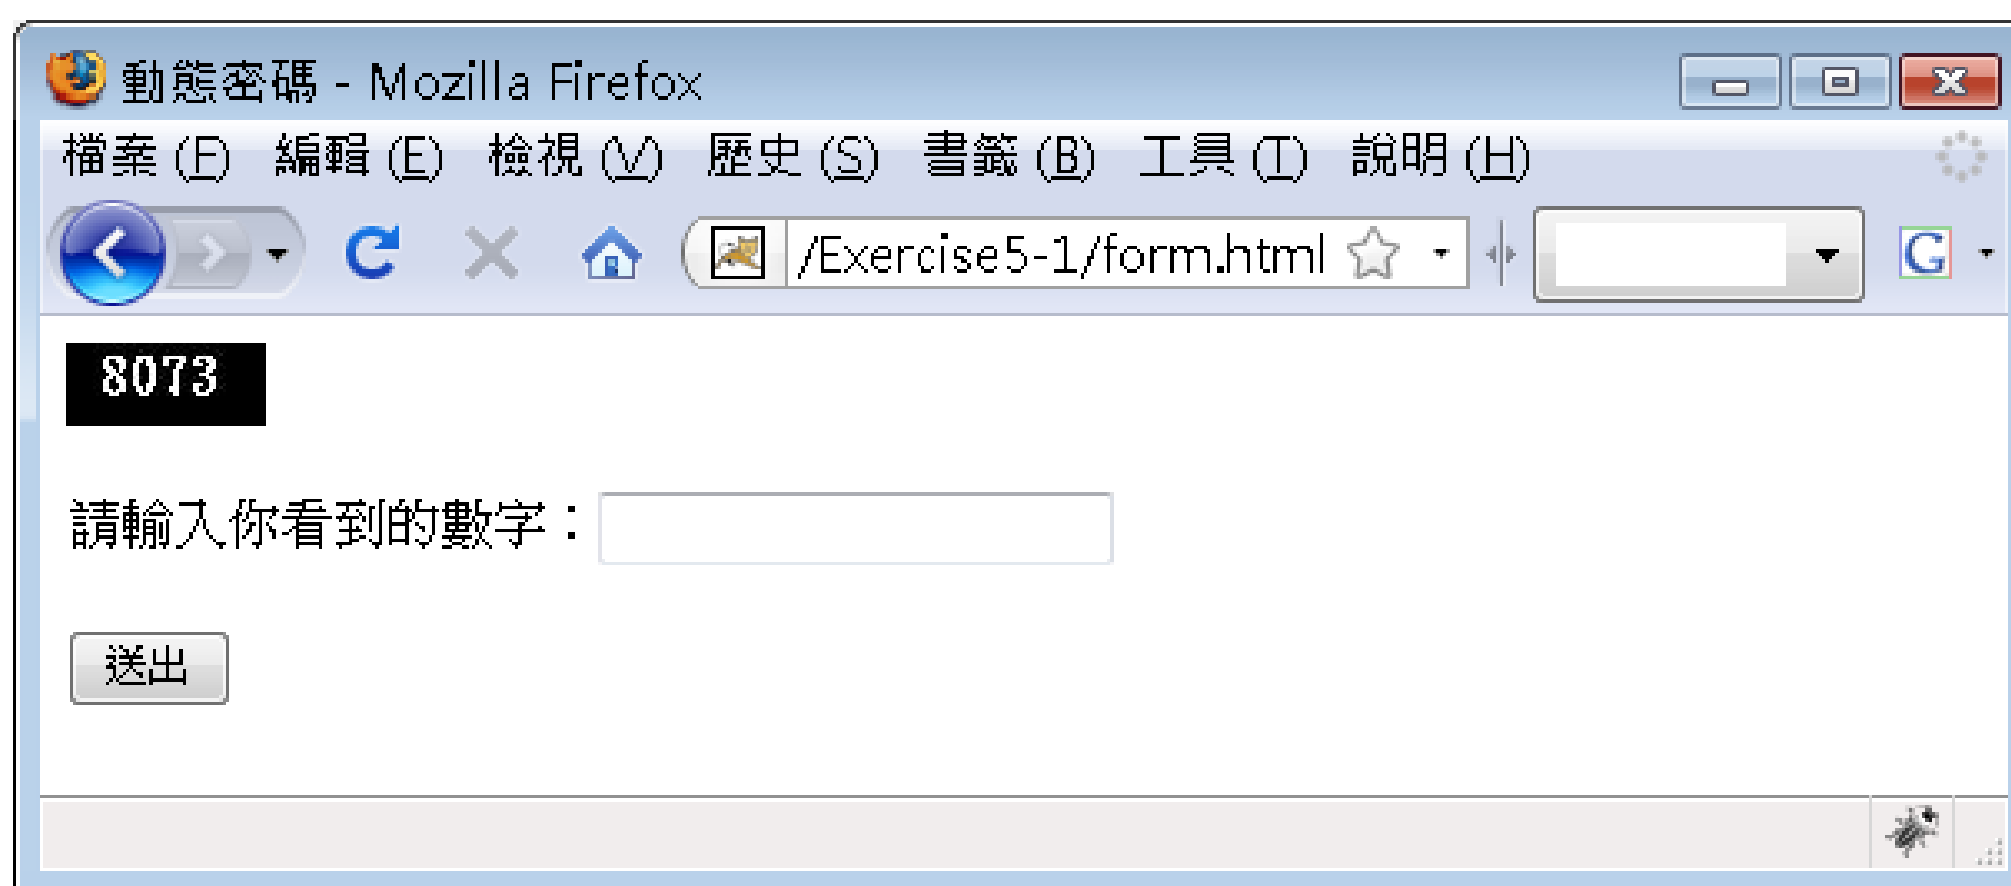 動態密碼 - Mozilla Firefox
檔案 (F) 編輯 (E) 檢視 (V) 歷史 (S) 書籤 (B) 工具 (T) 說明 (H)
/Exercise5-1/form.html G
8073
請輸入你看到的數字：
送出